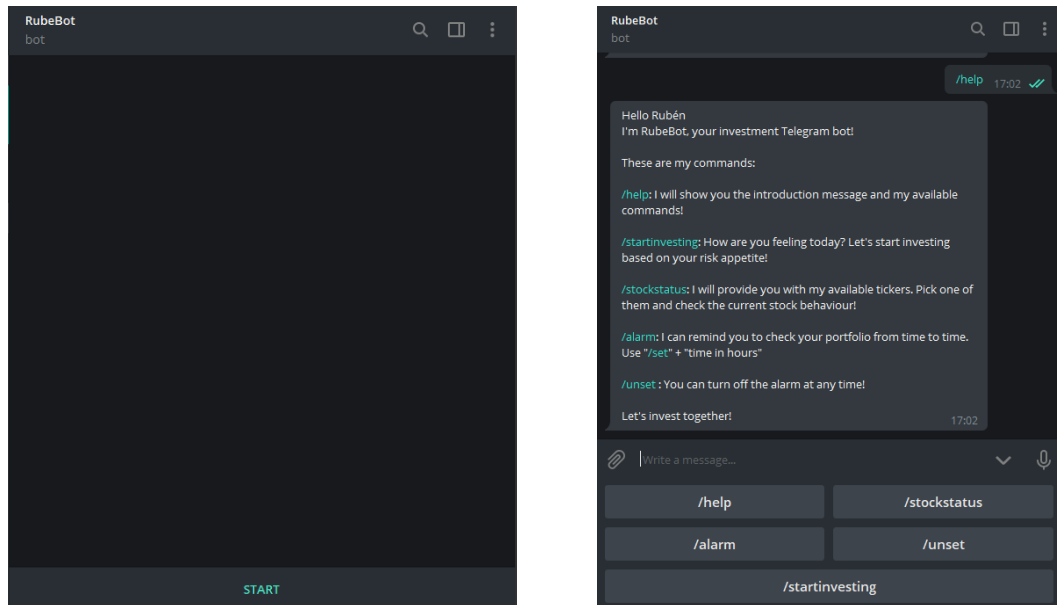 RubeBot
bot
START
RubeBot
bot
/help 17:02
Hello Rubén
I'm RubeBot, your investment Telegram bot!
These are my commands:
/help: I will show you the introduction message and my available
commands!
/startinvesting: How are you feeling today? Let's start investing
based on your risk appetite!
/stockstatus: I will provide you with my available tickers. Pick one of
them and check the current stock behaviour!
/alarm: I can remind you to check your portfolio from time to time.
Use "/set" + "time in hours"
/unset : You can turn off the alarm at any time!
Let's invest together!
17:02
Write a message...
/help /stockstatus
/alarm /unset
/startinvesting